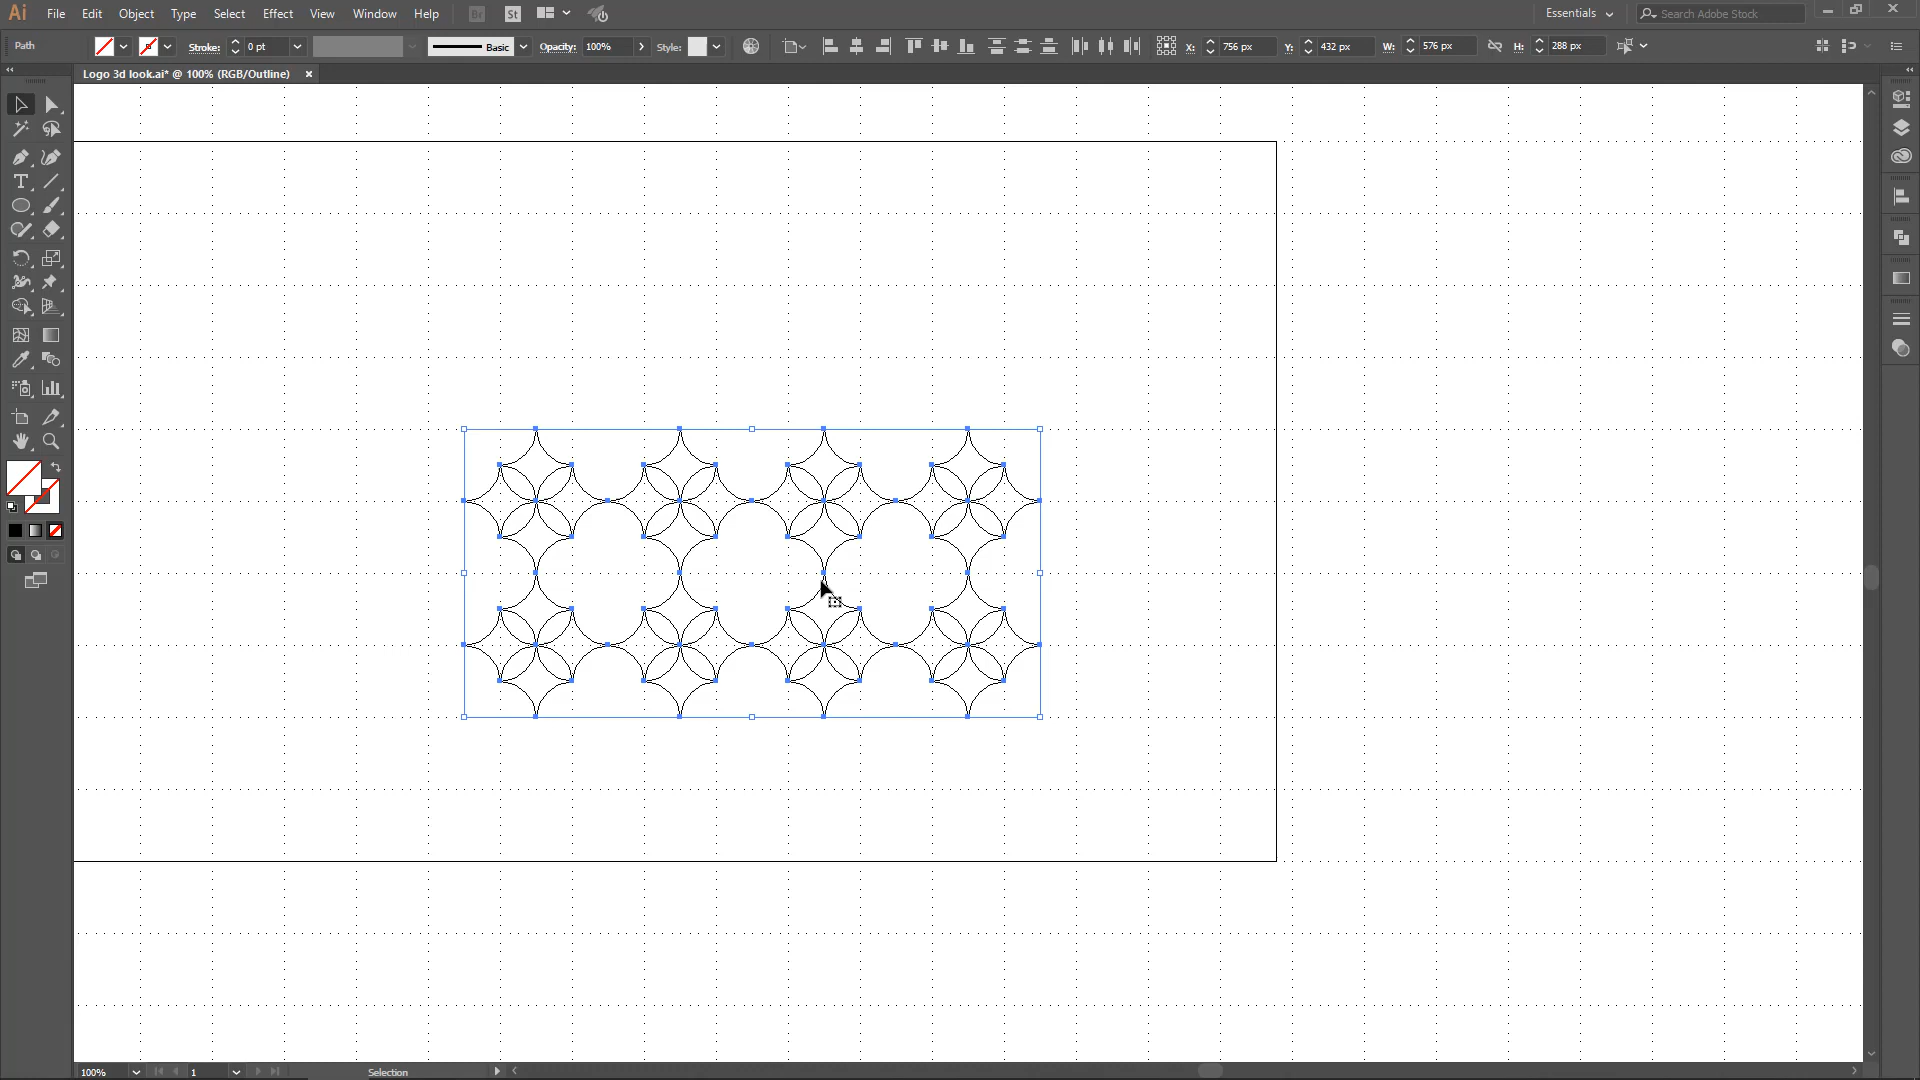 Ai File Edit Object Type Select Effect View Window Help Br St Essentials Search Adobe Stock
Path Stroke: 0 pt Basic Opacity: 100% Style: X: 756 px Y: 432 px W: 576 px H: 288 px
Logo 3d look.ai* @ 100% (RGB/Outline) ×
T
100% 1 Selection